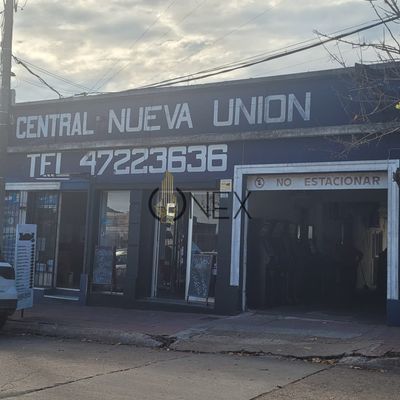 CENTRAL NUEVA UNION
TEL 47223636
E NO ESTACIONAR
ONEX